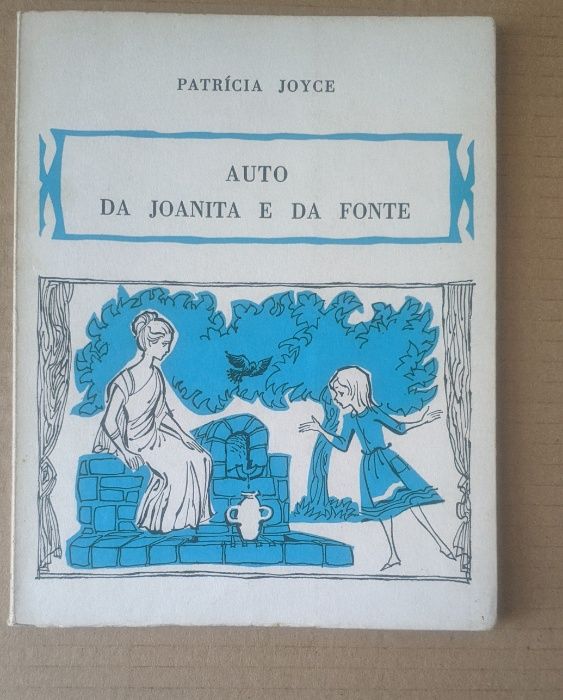 PATRÍCIA JOYCE
AUTO
DA JOANITA E DA FONTE